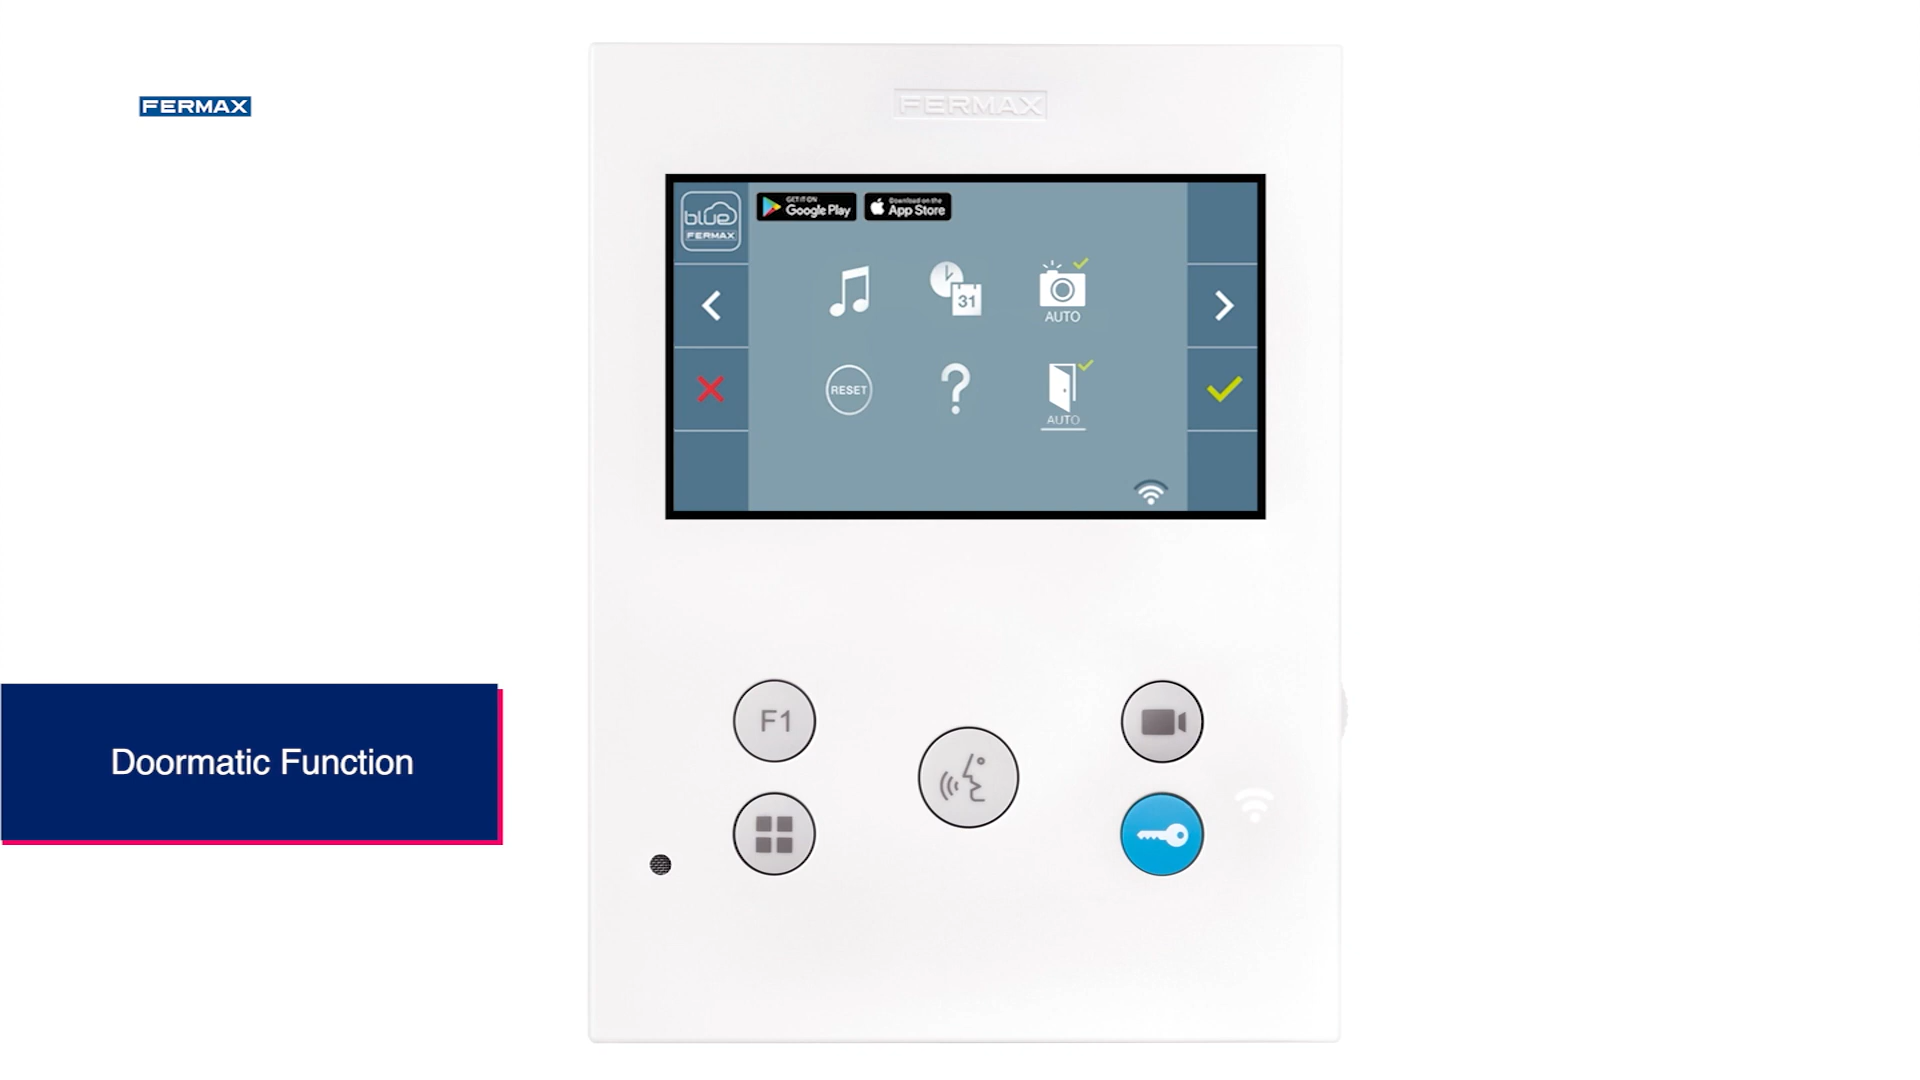 FERMAX
FERMAX
blue
FERMAX
GET IT ON
Google Play
Download on the
App Store
31
AUTO
RESET
?
AUTO
F1
Doormatic Function